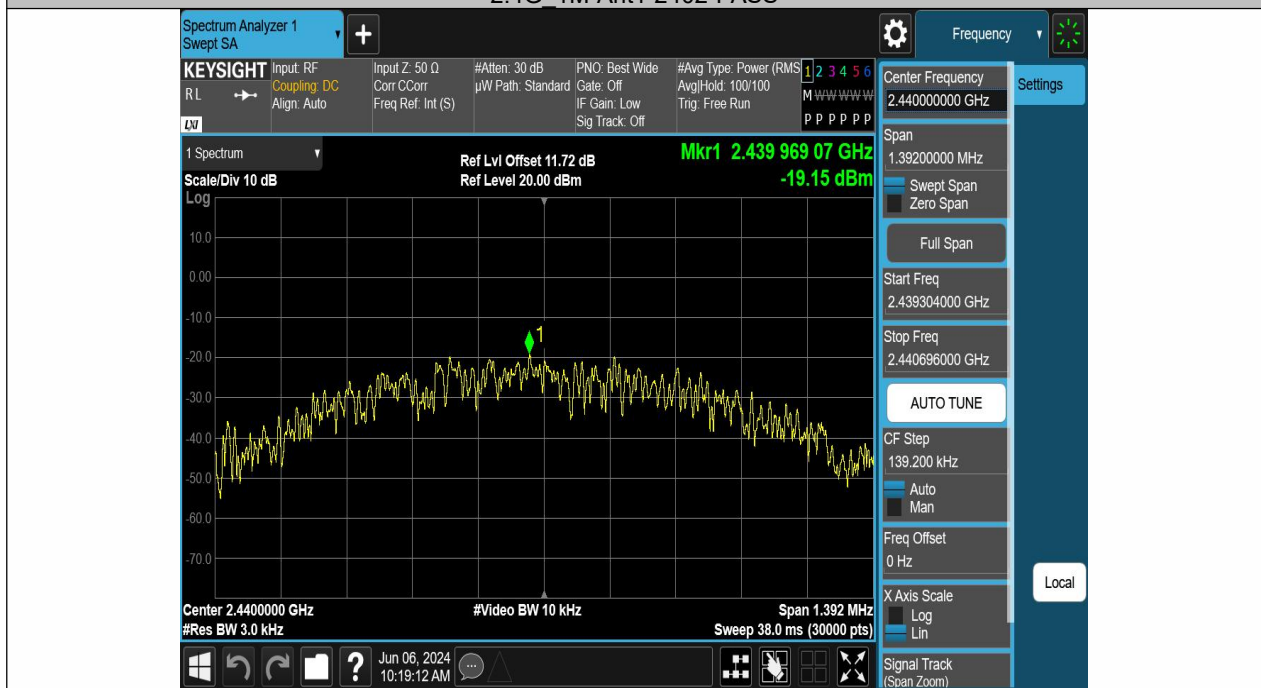 Spectrum Analyzer 1
Swept SA
Frequency
KEYSIGHT
RL
LXI
Input: RF
Coupling: DC
Align: Auto
Input Z: 50 Ω
Corr CCorr
Freq Ref: Int (S)
#Atten: 30 dB
µW Path: Standard
PNO: Best Wide
Gate: Off
IF Gain: Low
Sig Track: Off
#Avg Type: Power (RMS
Avg|Hold: 100/100
Trig: Free Run
1 2 3 4 5 6
M W W W W W
P P P P P P
Center Frequency
2.440000000 GHz
Settings
Span
1.39200000 MHz
Swept Span
Zero Span
Full Span
Start Freq
2.439304000 GHz
Stop Freq
2.440696000 GHz
AUTO TUNE
CF Step
139.200 kHz
Auto
Man
Freq Offset
0 Hz
X Axis Scale
Log
Lin
Signal Track
(Span Zoom)
Local
1 Spectrum
Scale/Div 10 dB
Log
Ref Lvl Offset 11.72 dB
Ref Level 20.00 dBm
Mkr1 2.439 969 07 GHz
-19.15 dBm
10.0
0.00
-10.0
-20.0
-30.0
-40.0
-50.0
-60.0
-70.0
1
Center 2.4400000 GHz
#Res BW 3.0 kHz
#Video BW 10 kHz
Span 1.392 MHz
Sweep 38.0 ms (30000 pts)
?
Jun 06, 2024
10:19:12 AM